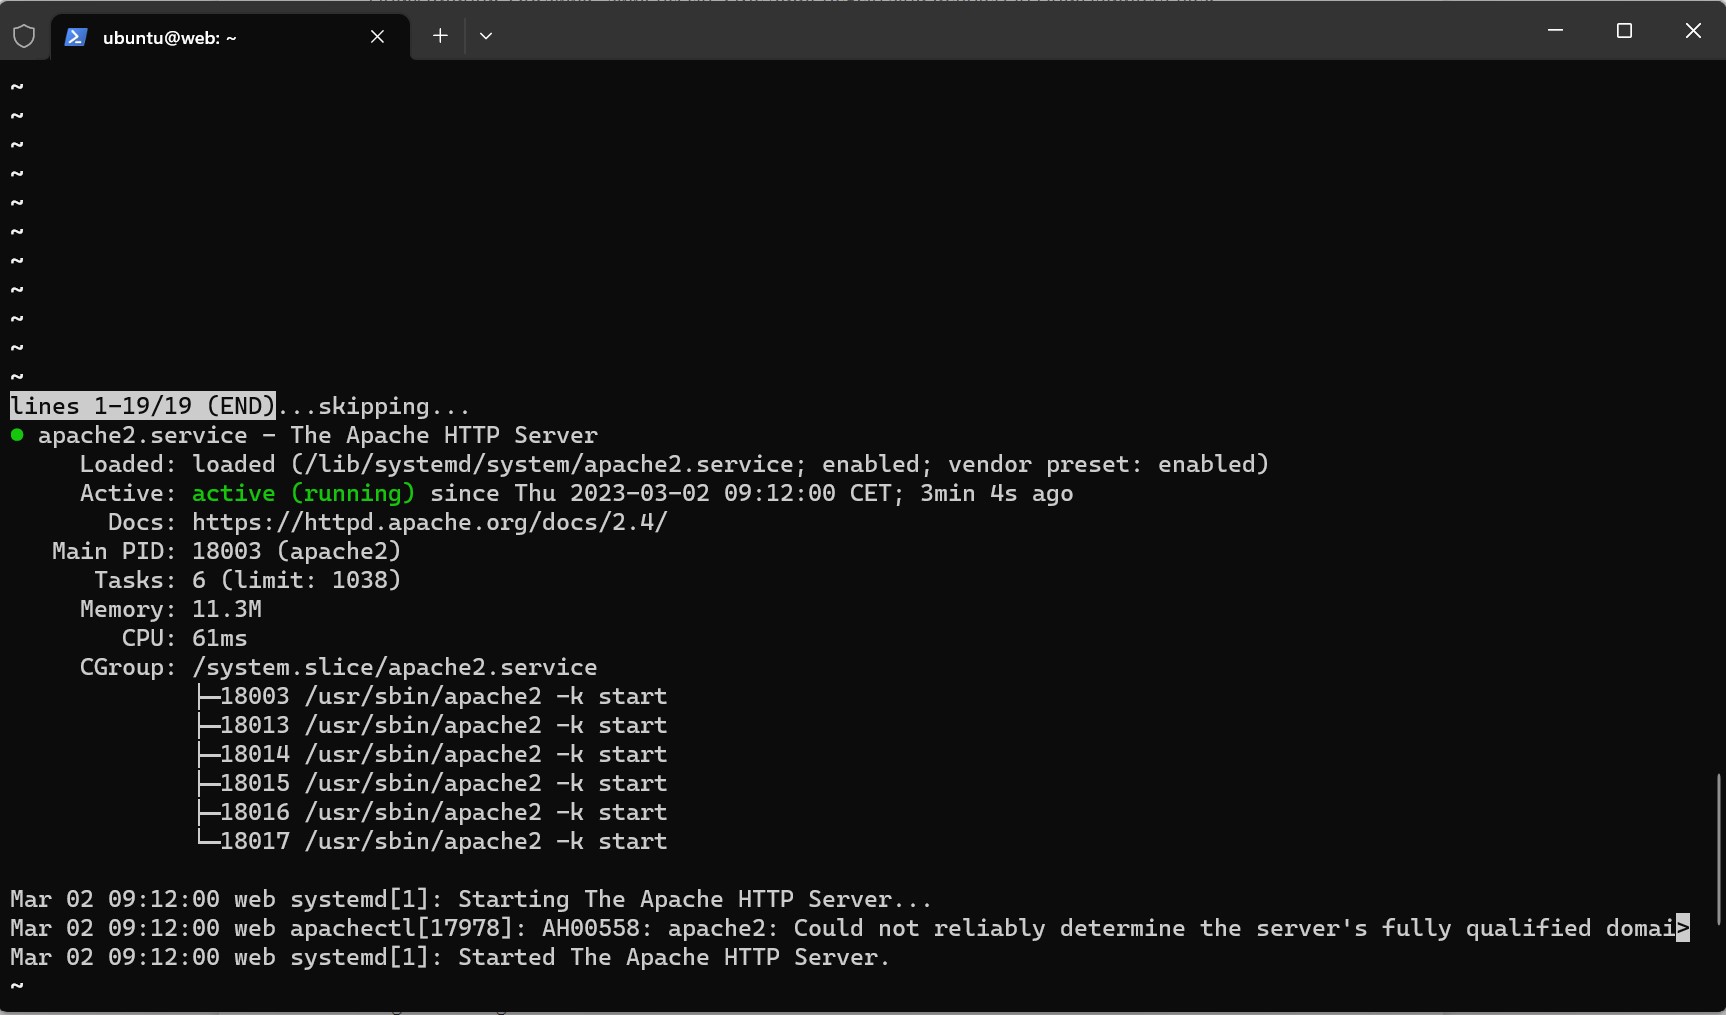 ubuntu@web: ~
~
~
~
~
~
~
~
~
~
~
~
lines 1-19/19 (END)...skipping...
● apache2.service - The Apache HTTP Server
Loaded: loaded (/lib/systemd/system/apache2.service; enabled; vendor preset: enabled)
Active: active (running) since Thu 2023-03-02 09:12:00 CET; 3min 4s ago
Docs: https://httpd.apache.org/docs/2.4/
Main PID: 18003 (apache2)
Tasks: 6 (limit: 1038)
Memory: 11.3M
CPU: 61ms
CGroup: /system.slice/apache2.service
├─18003 /usr/sbin/apache2 -k start
├─18013 /usr/sbin/apache2 -k start
├─18014 /usr/sbin/apache2 -k start
├─18015 /usr/sbin/apache2 -k start
├─18016 /usr/sbin/apache2 -k start
└─18017 /usr/sbin/apache2 -k start
Mar 02 09:12:00 web systemd[1]: Starting The Apache HTTP Server...
Mar 02 09:12:00 web apachectl[17978]: AH00558: apache2: Could not reliably determine the server's fully qualified domai>
Mar 02 09:12:00 web systemd[1]: Started The Apache HTTP Server.
~